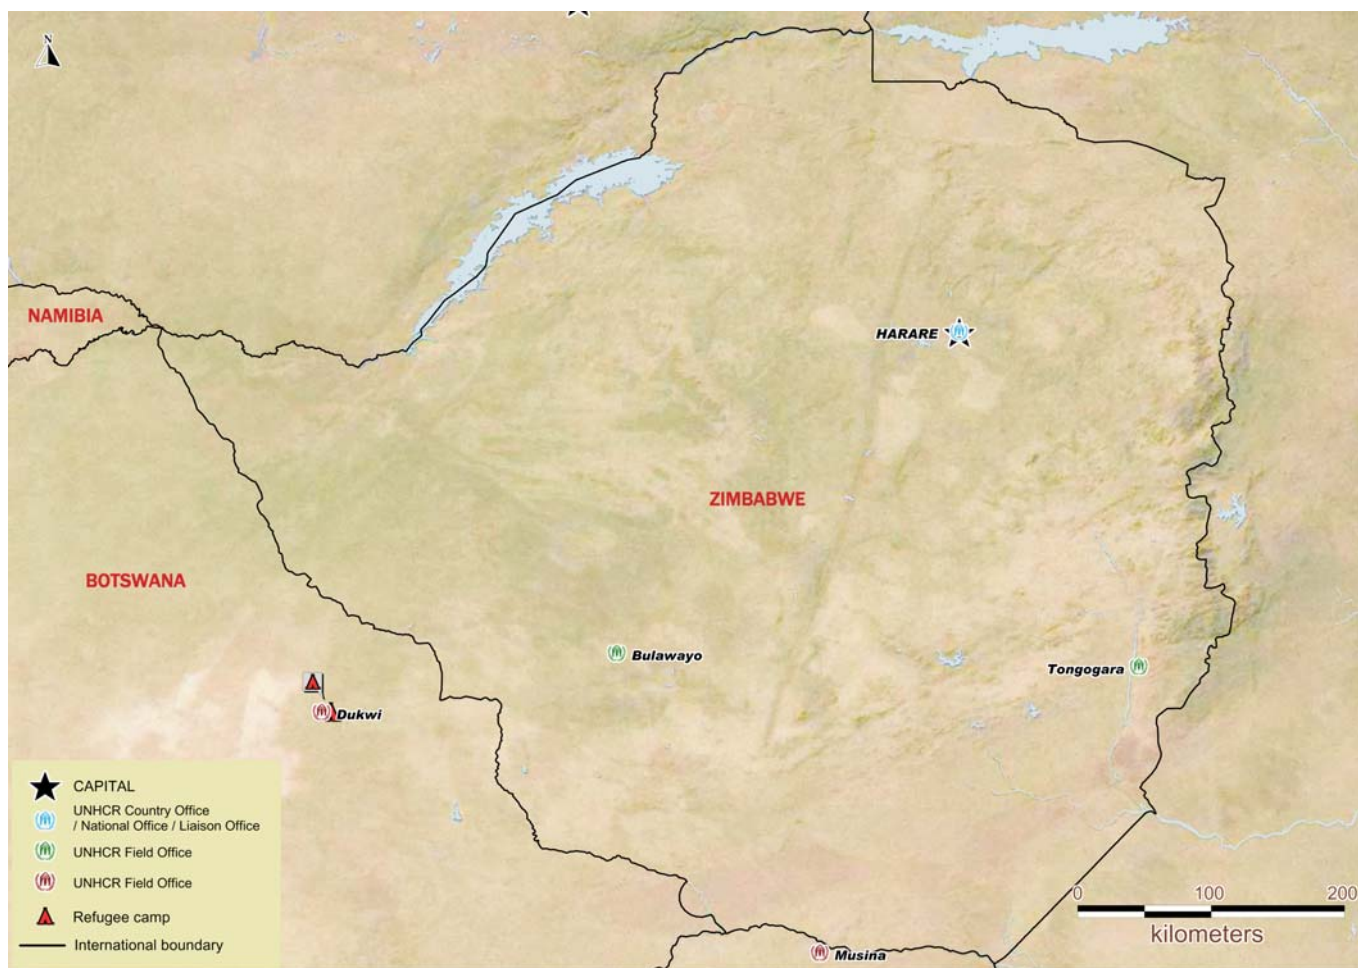 N
NAMIBIA
HARARE
ZIMBABWE
BOTSWANA
Bulawayo
Tongogara
Dukwi
CAPITAL
UNHCR Country Office
/ National Office / Liaison Office
UNHCR Field Office
UNHCR Field Office
Refugee camp
International boundary
0 100 200
kilometers
Musina